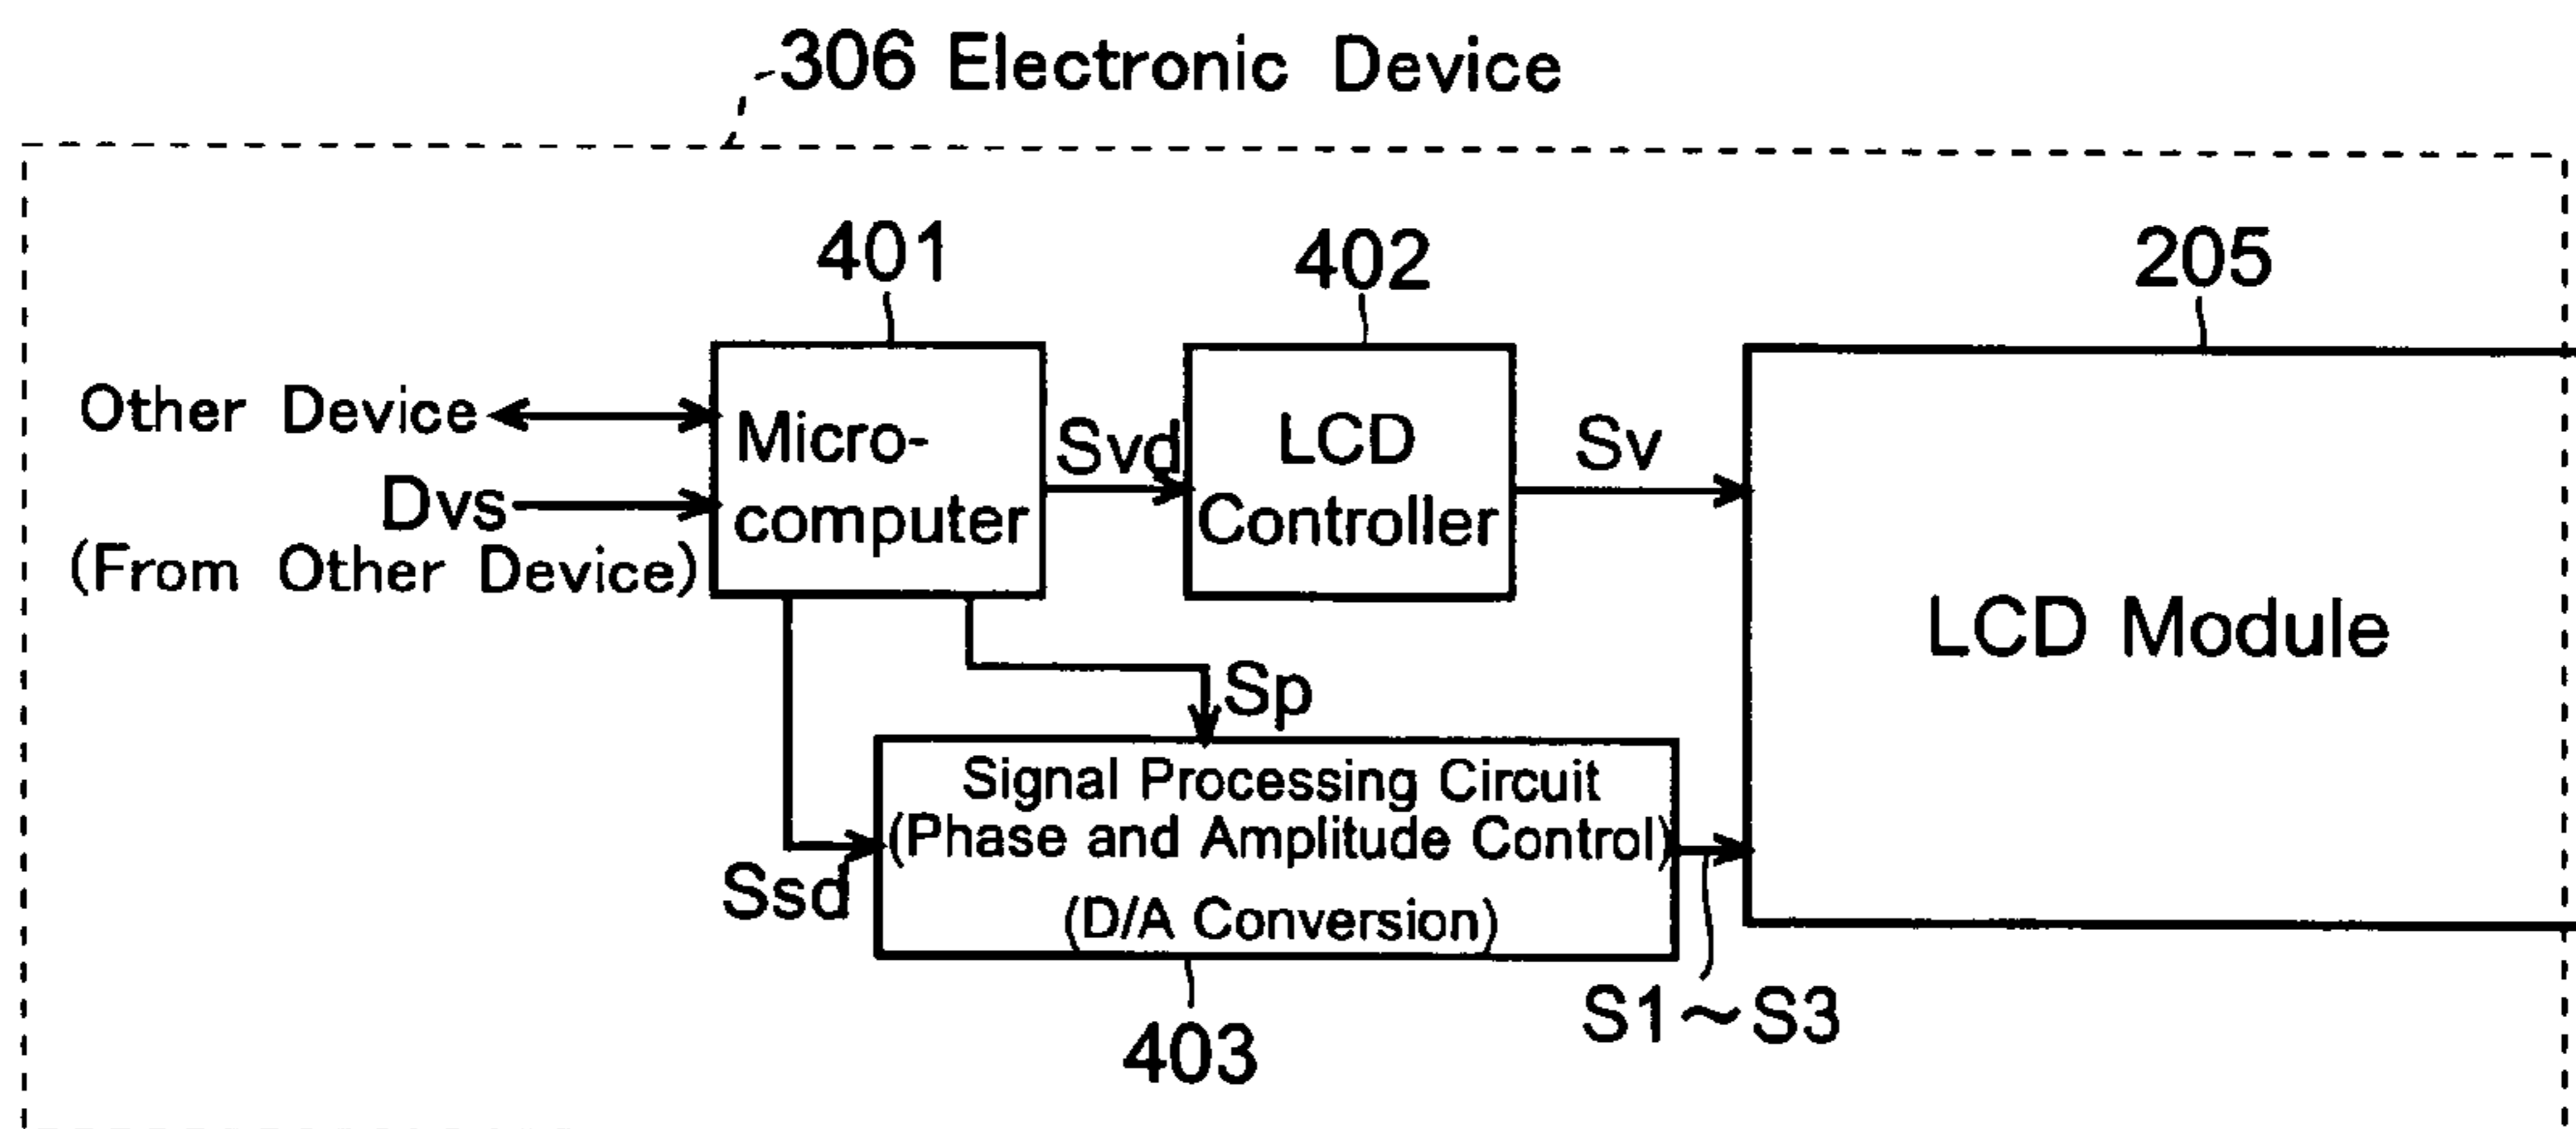 306 Electronic Device
401
402
205
Other Device
Dvs
(From Other Device)
Micro-
computer
Svd
LCD
Controller
Sv
LCD Module
Sp
Ssd
Signal Processing Circuit
(Phase and Amplitude Control)
(D/A Conversion)
S1～S3
403